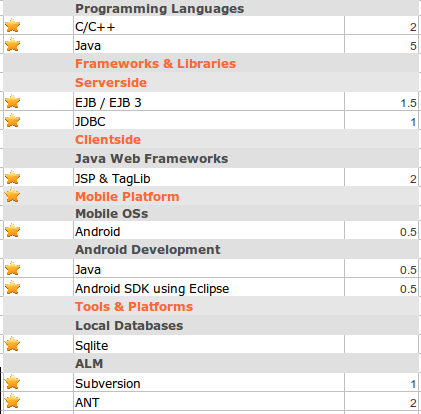 Programming Languages
C/C++ 2
Java 5
Frameworks & Libraries
Serverside
EJB / EJB 3 1.5
JDBC 1
Clientside
Java Web Frameworks
JSP & TagLib 2
Mobile Platform
Mobile OSs
Android 0.5
Android Development
Java 0.5
Android SDK using Eclipse 0.5
Tools & Platforms
Local Databases
Sqlite
ALM
Subversion 1
ANT 2